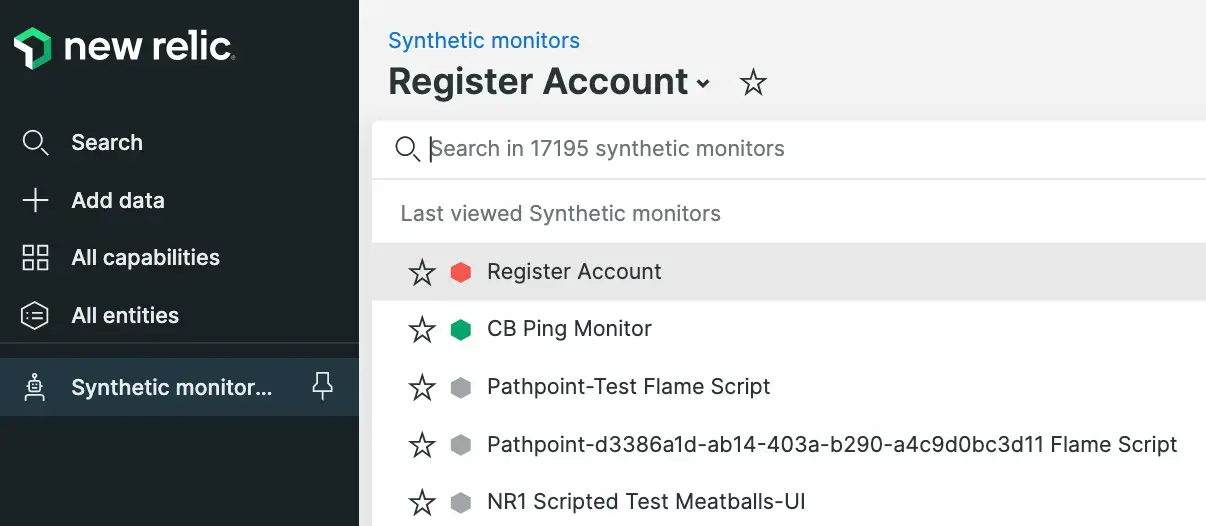 new relic
Search
Add data
All capabilities
All entities
Synthetic monitor...
Synthetic monitors
Register Account
Search in 17195 synthetic monitors
Last viewed Synthetic monitors
Register Account
CB Ping Monitor
Pathpoint-Test Flame Script
Pathpoint-d3386a1d-ab14-403a-b290-a4c9d0bc3d11 Flame Script
NR1 Scripted Test Meatballs-UI